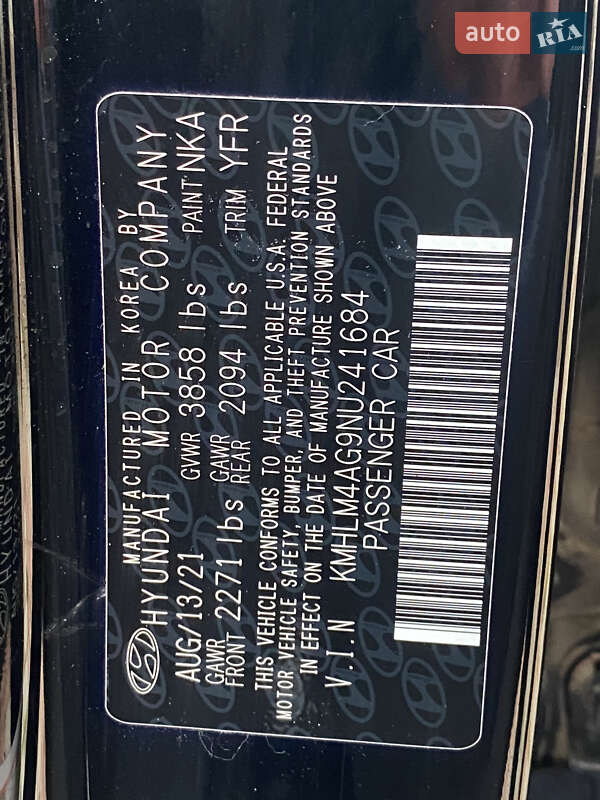 auto RIA.com
MANUFACTURED IN KOREA BY
HYUNDAI MOTOR COMPANY
AUG/13/21 GVWR 3858 lbs PAINT NKA
GAWR FRONT 2271 lbs GAWR REAR 2094 lbs TRIM YFR
THIS VEHICLE CONFORMS TO ALL APPLICABLE U.S.A. FEDERAL
MOTOR VEHICLE SAFETY, BUMPER, AND THEFT PREVENTION STANDARDS
IN EFFECT ON THE DATE OF MANUFACTURE SHOWN ABOVE
V.I.N KMHLM4AG9NU241684
PASSENGER CAR